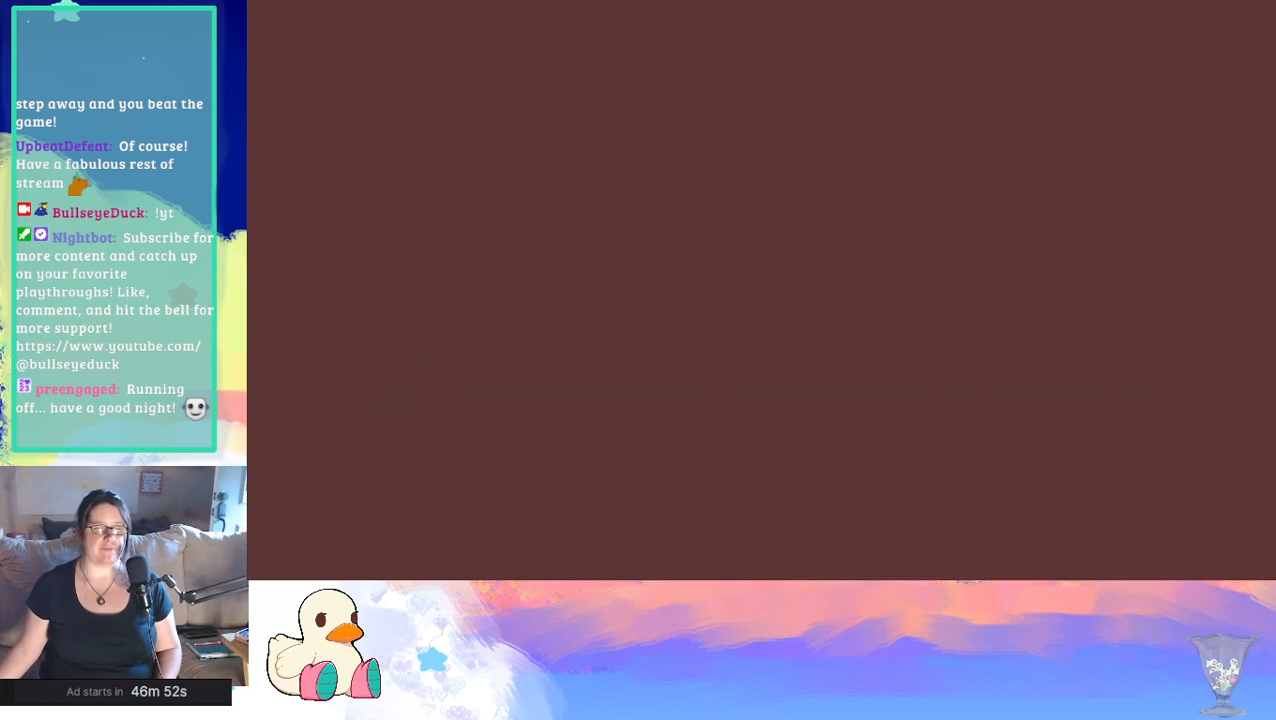 step away and you beat the
game!
UpbeatDefeat: Of course!
Have a fabulous rest of
stream
BullseyeDuck: !yt
Nightbot: Subscribe for
more content and catch up
on your favorite
playthroughs! Like,
comment, and hit the bell for
more support!
https://www.youtube.com/
@bullseyeduck
preengaged: Running
off... have a good night!
Ad starts in 46m 52s